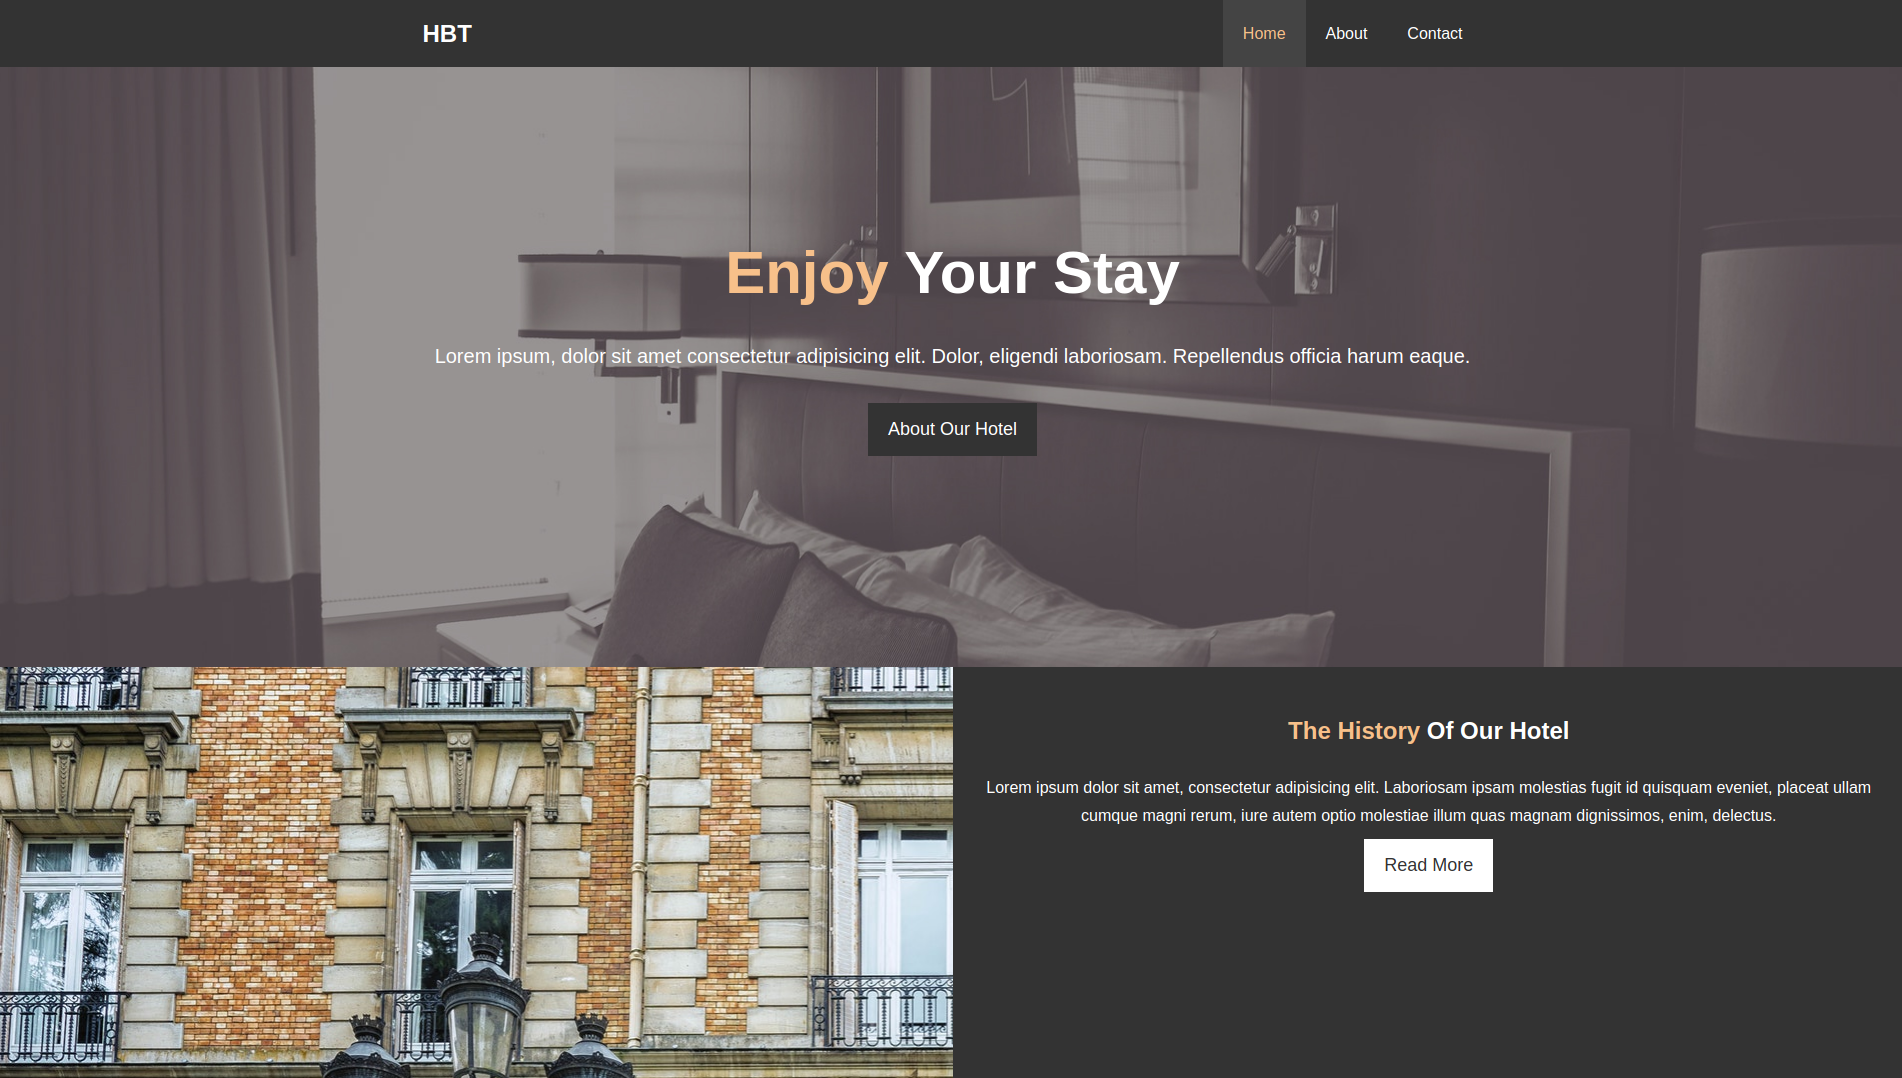 HBT
Home
About
Contact
Enjoy Your Stay
Lorem ipsum, dolor sit amet consectetur adipisicing elit. Dolor, eligendi laboriosam. Repellendus officia harum eaque.
About Our Hotel
The History Of Our Hotel
Lorem ipsum dolor sit amet, consectetur adipisicing elit. Laboriosam ipsam molestias fugit id quisquam eveniet, placeat ullam
cumque magni rerum, iure autem optio molestiae illum quas magnam dignissimos, enim, delectus.
Read More